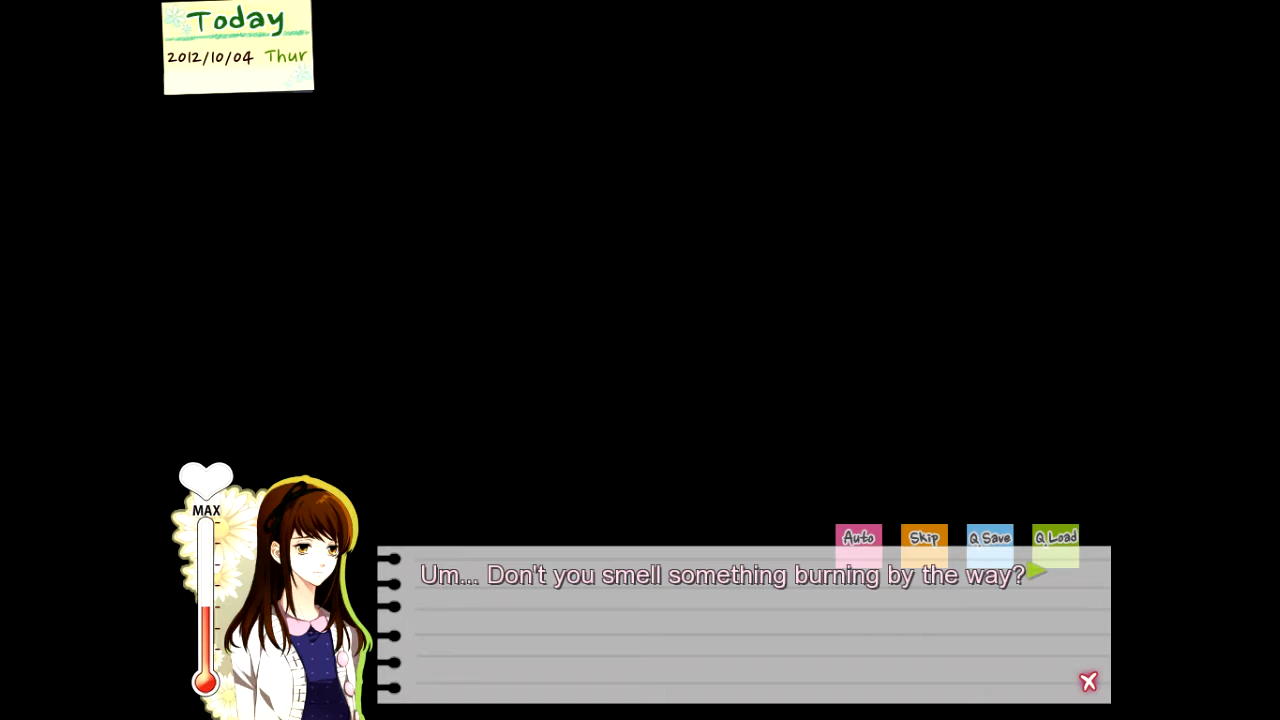 Today
2012/10/04 Thur
MAX
Auto Skip Q.Save Q.Load
Um... Don't you smell something burning by the way?